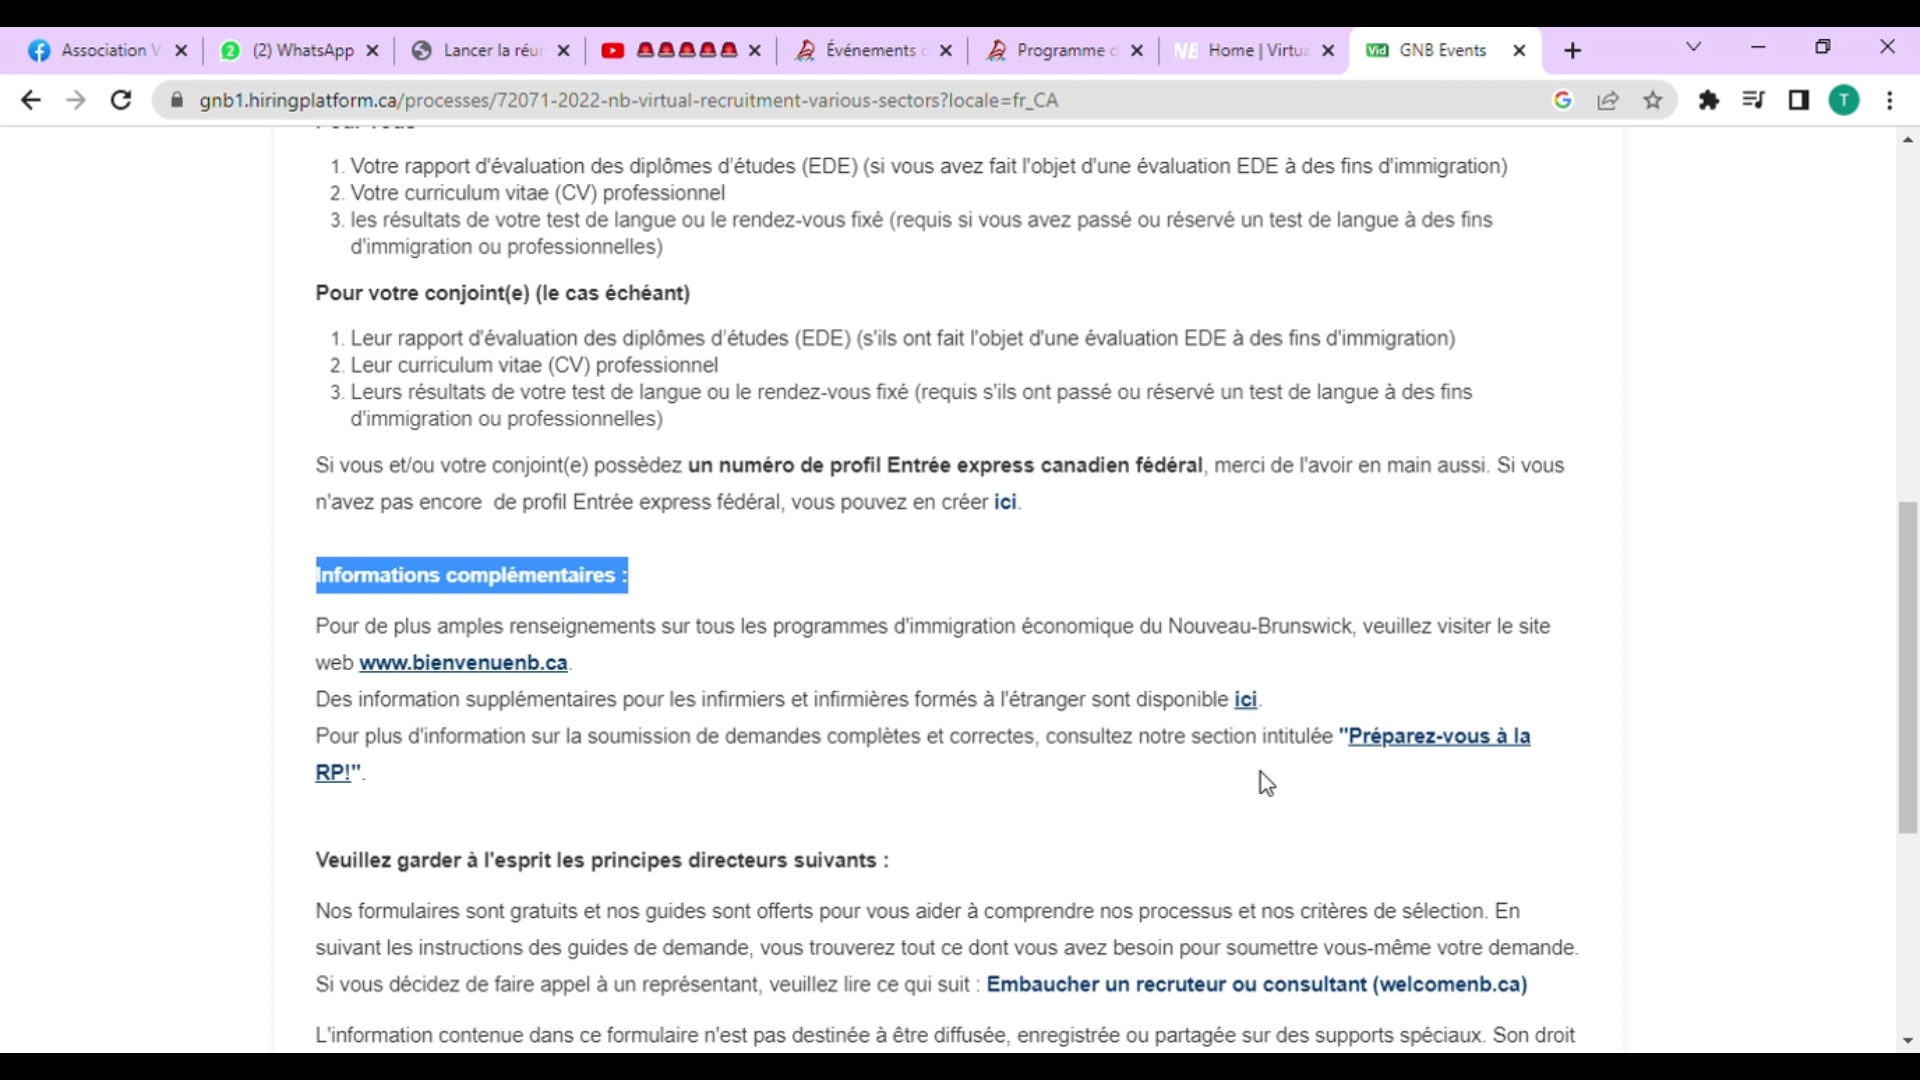 Association V
(2) WhatsApp
Lancer la réu
Événements
Programme
NB Home | Virtua
Vid GNB Events
gnb1.hiringplatform.ca/processes/72071-2022-nb-virtual-recruitment-various-sectors?locale=fr_CA
T
1. Votre rapport d'évaluation des diplômes d'études (EDE) (si vous avez fait l'objet d'une évaluation EDE à des fins d'immigration)
2. Votre curriculum vitae (CV) professionnel
3. les résultats de votre test de langue ou le rendez-vous fixé (requis si vous avez passé ou réservé un test de langue à des fins
d'immigration ou professionnelles)
Pour votre conjoint(e) (le cas échéant)
1. Leur rapport d'évaluation des diplômes d'études (EDE) (s'ils ont fait l'objet d'une évaluation EDE à des fins d'immigration)
2. Leur curriculum vitae (CV) professionnel
3. Leurs résultats de votre test de langue ou le rendez-vous fixé (requis s'ils ont passé ou réservé un test de langue à des fins
d'immigration ou professionnelles)
Si vous et/ou votre conjoint(e) possèdez un numéro de profil Entrée express canadien fédéral, merci de l'avoir en main aussi. Si vous
n'avez pas encore de profil Entrée express fédéral, vous pouvez en créer ici.
Informations complémentaires :
Pour de plus amples renseignements sur tous les programmes d'immigration économique du Nouveau-Brunswick, veuillez visiter le site
web www.bienvenuenb.ca.
Des information supplémentaires pour les infirmiers et infirmières formés à l'étranger sont disponible ici.
Pour plus d'information sur la soumission de demandes complètes et correctes, consultez notre section intitulée "Préparez-vous à la
RP!".
Veuillez garder à l'esprit les principes directeurs suivants :
Nos formulaires sont gratuits et nos guides sont offerts pour vous aider à comprendre nos processus et nos critères de sélection. En
suivant les instructions des guides de demande, vous trouverez tout ce dont vous avez besoin pour soumettre vous-même votre demande.
Si vous décidez de faire appel à un représentant, veuillez lire ce qui suit : Embaucher un recruteur ou consultant (welcomenb.ca)
L'information contenue dans ce formulaire n'est pas destinée à être diffusée, enregistrée ou partagée sur des supports spéciaux. Son droit